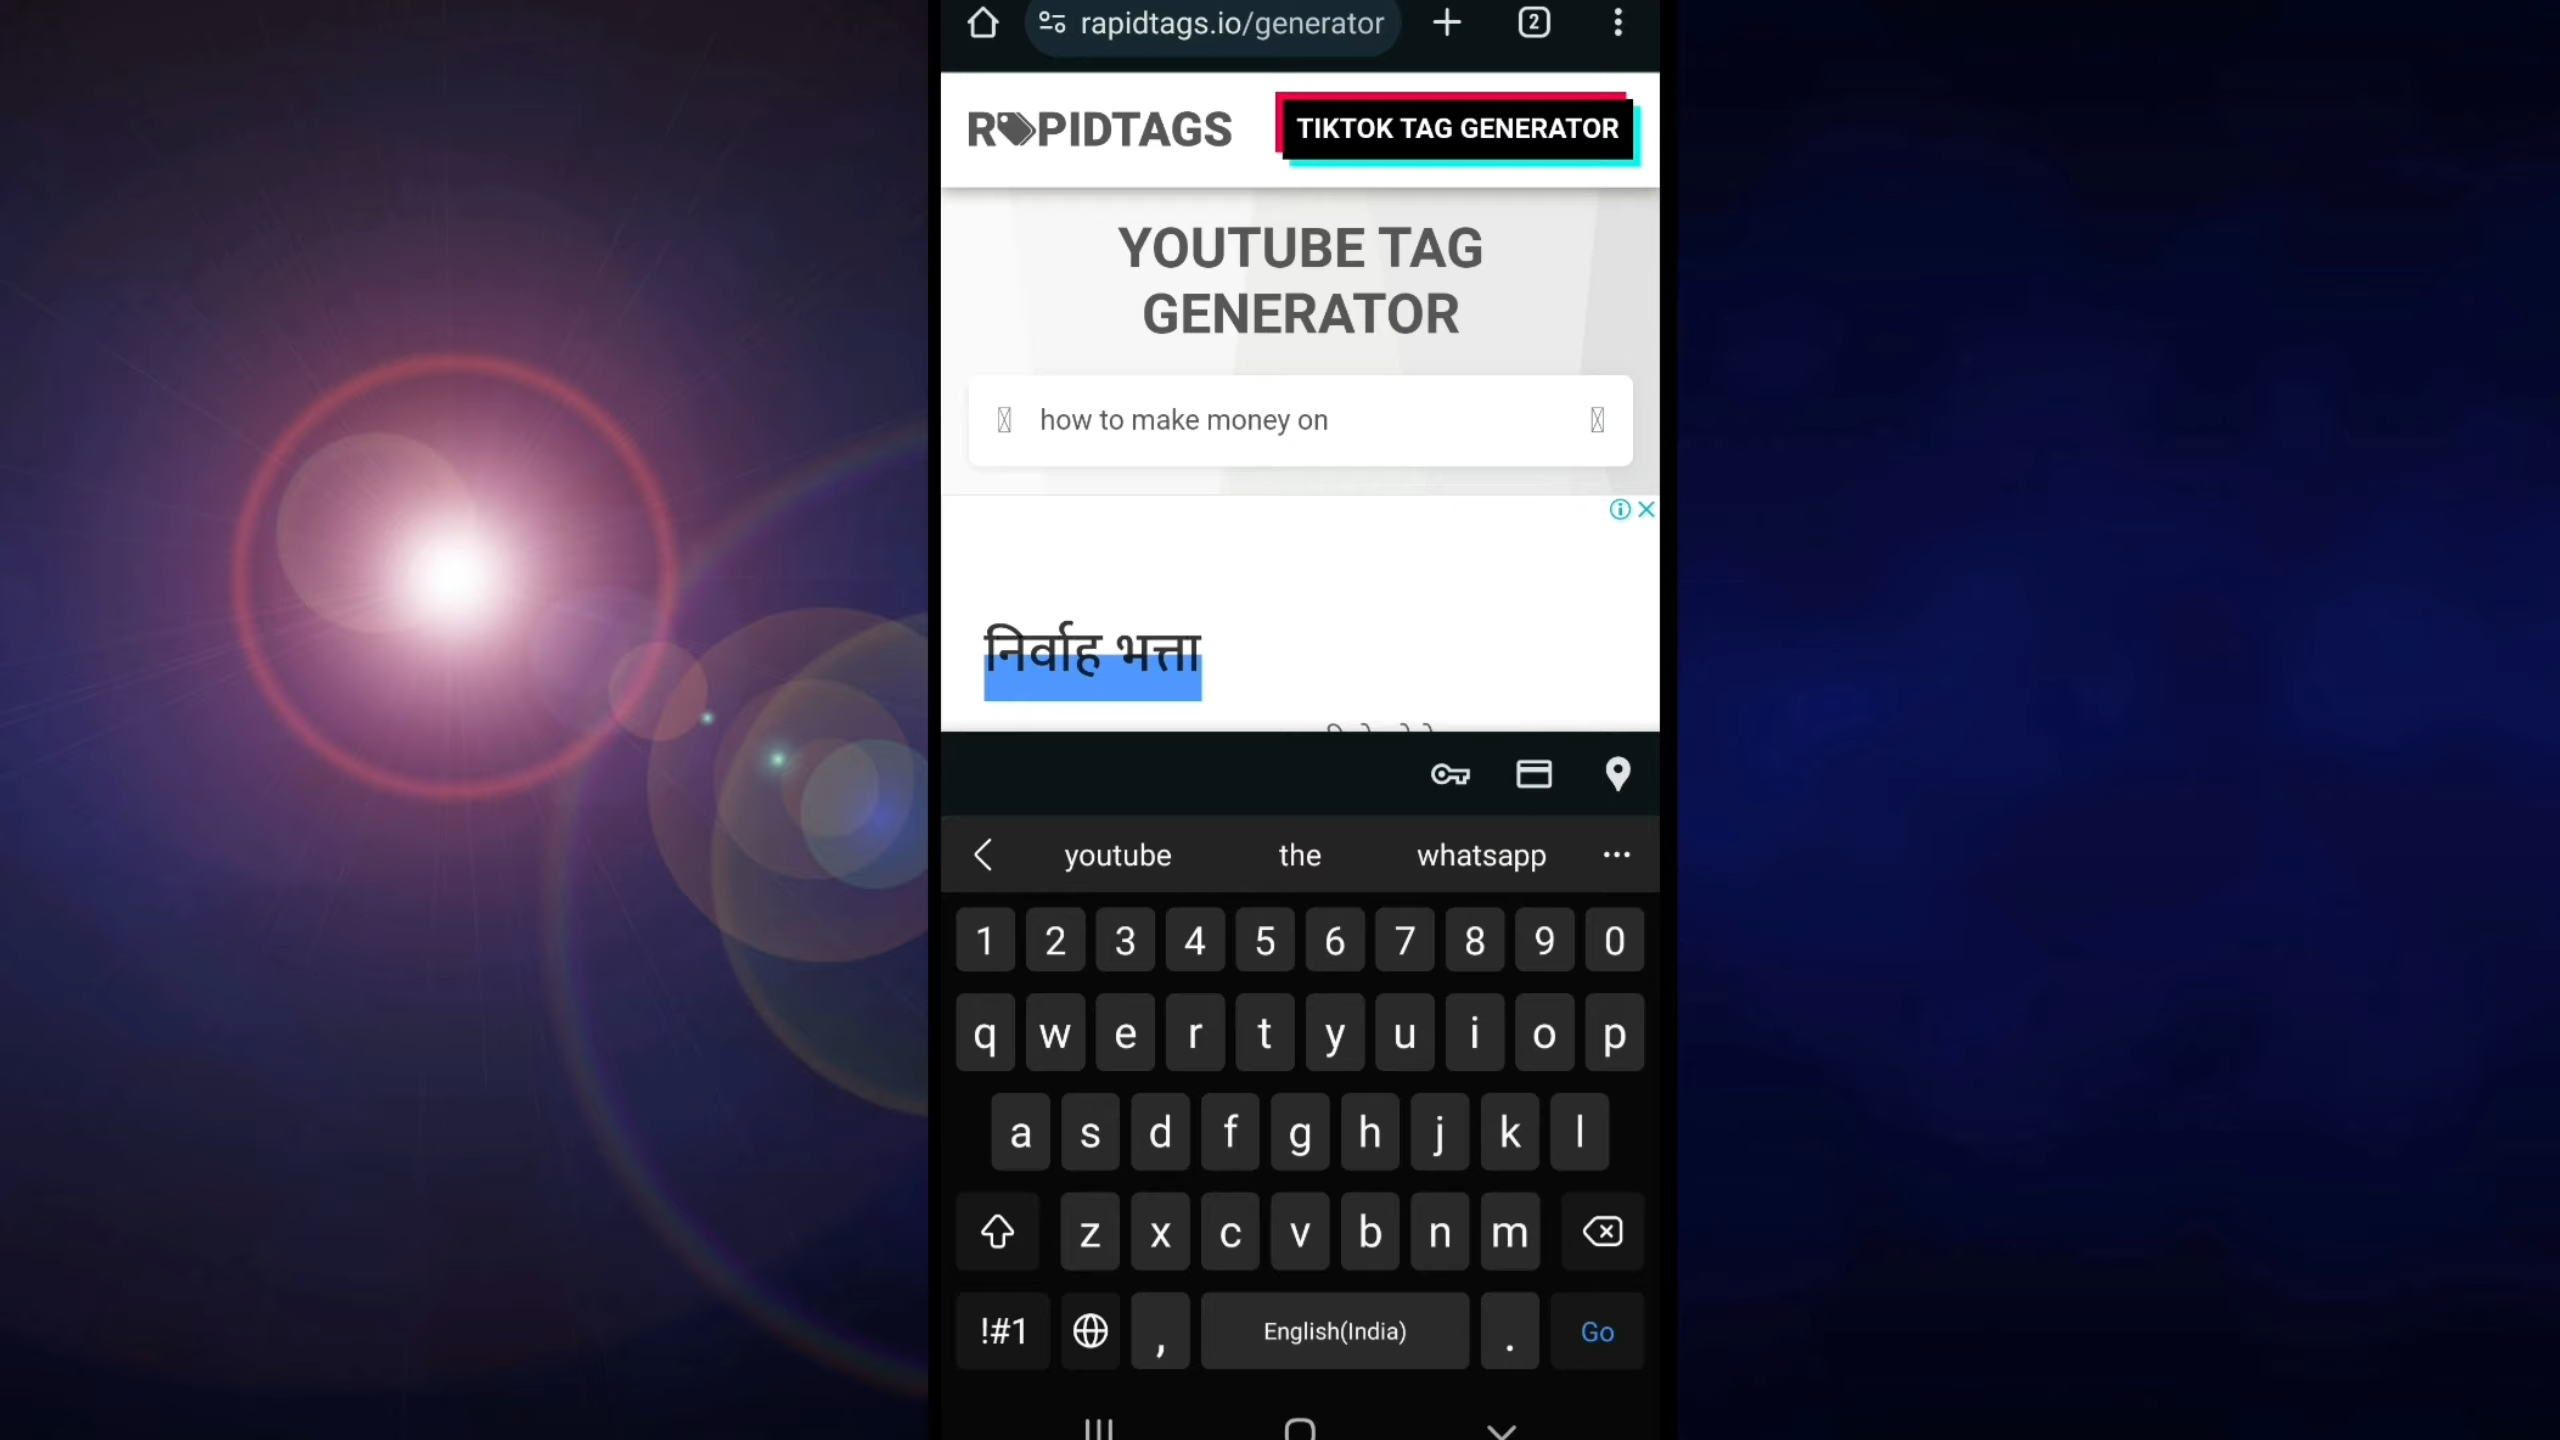 rapidtags.io/generator
2
RAPIDTAGS
TIKTOK TAG GENERATOR
YOUTUBE TAG
GENERATOR
how to make money on
निर्वाह भत्ता
youtube the whatsapp
1 2 3 4 5 6 7 8 9 0
q w e r t y u i o p
a s d f g h j k l
z x c v b n m
!#1 , English(India) . Go